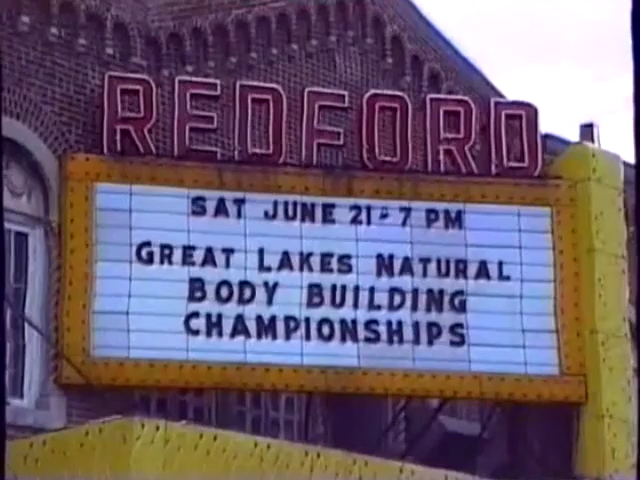 REDFORD
SAT JUNE 21 - 7 PM
GREAT LAKES NATURAL
BODY BUILDING
CHAMPIONSHIPS